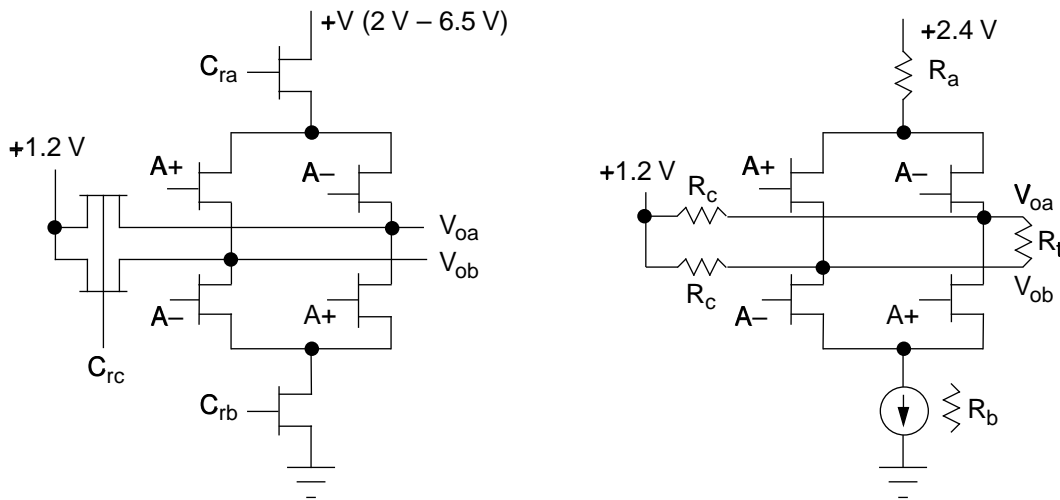 +V (2 V – 6.5 V)
Cra
+1.2 V
A+
A–
Voa
Vob
A–
A+
Crc
Crb
+2.4 V
Ra
A+
A–
+1.2 V
Rc
Voa
Rt
Rc
Vob
A–
A+
Rb